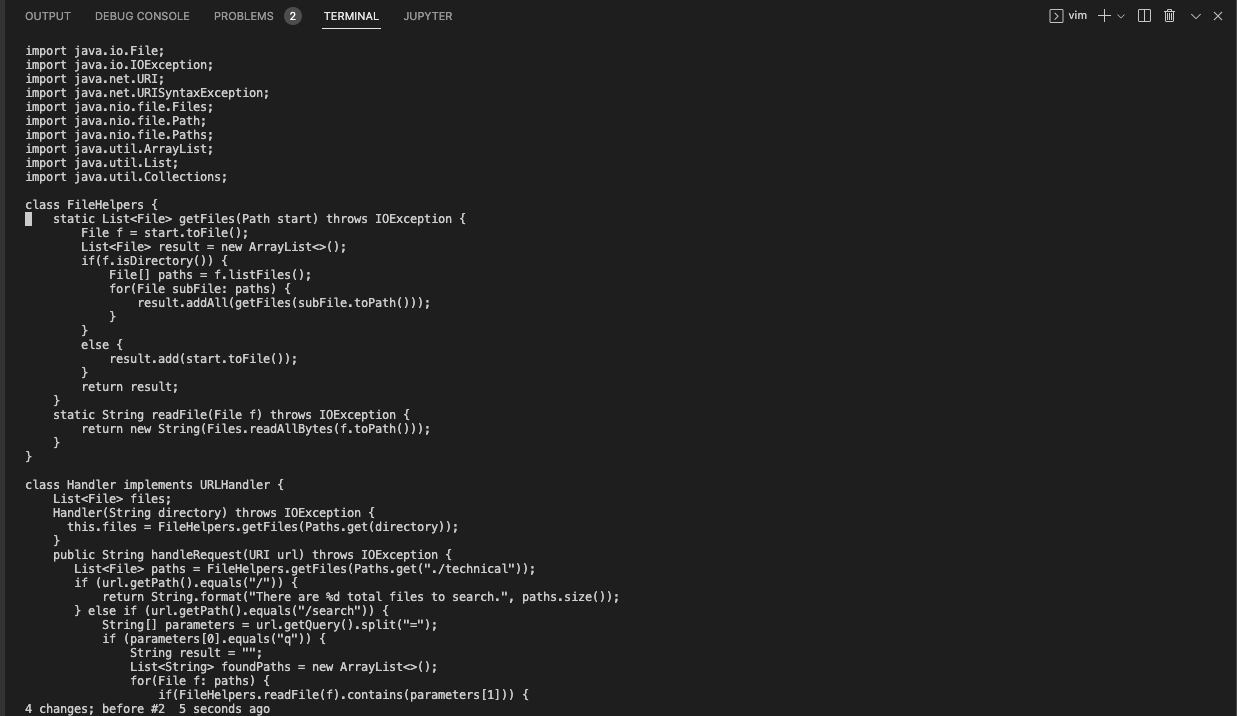 OUTPUT DEBUG CONSOLE PROBLEMS 2 TERMINAL JUPYTER vim
import java.io.File;
import java.io.IOException;
import java.net.URI;
import java.net.URISyntaxException;
import java.nio.file.Files;
import java.nio.file.Path;
import java.nio.file.Paths;
import java.util.ArrayList;
import java.util.List;
import java.util.Collections;

class FileHelpers {
    static List<File> getFiles(Path start) throws IOException {
        File f = start.toFile();
        List<File> result = new ArrayList<>();
        if(f.isDirectory()) {
            File[] paths = f.listFiles();
            for(File subFile: paths) {
                result.addAll(getFiles(subFile.toPath()));
            }
        }
        else {
            result.add(start.toFile());
        }
        return result;
    }
    static String readFile(File f) throws IOException {
        return new String(Files.readAllBytes(f.toPath()));
    }
}

class Handler implements URLHandler {
    List<File> files;
    Handler(String directory) throws IOException {
      this.files = FileHelpers.getFiles(Paths.get(directory));
    }
    public String handleRequest(URI url) throws IOException {
       List<File> paths = FileHelpers.getFiles(Paths.get("./technical"));
       if (url.getPath().equals("/")) {
           return String.format("There are %d total files to search.", paths.size());
       } else if (url.getPath().equals("/search")) {
           String[] parameters = url.getQuery().split("=");
           if (parameters[0].equals("q")) {
               String result = "";
               List<String> foundPaths = new ArrayList<>();
               for(File f: paths) {
                   if(FileHelpers.readFile(f).contains(parameters[1])) {
4 changes; before #2  5 seconds ago